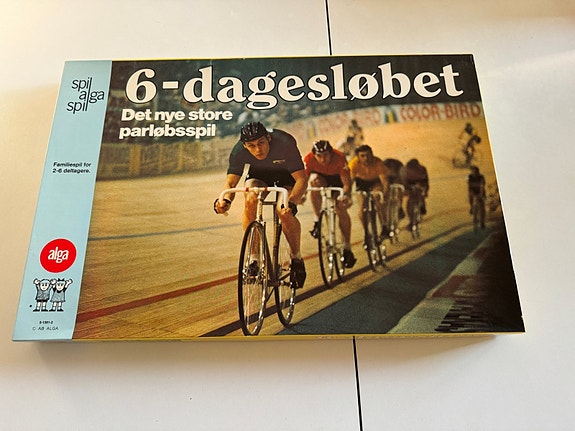 spil
alga
spil
6-dagesløbet
Det nye store
parløbsspil
COLOR-BIRD
Familiespil for
2-6 deltagere.
alga
© AB ALGA